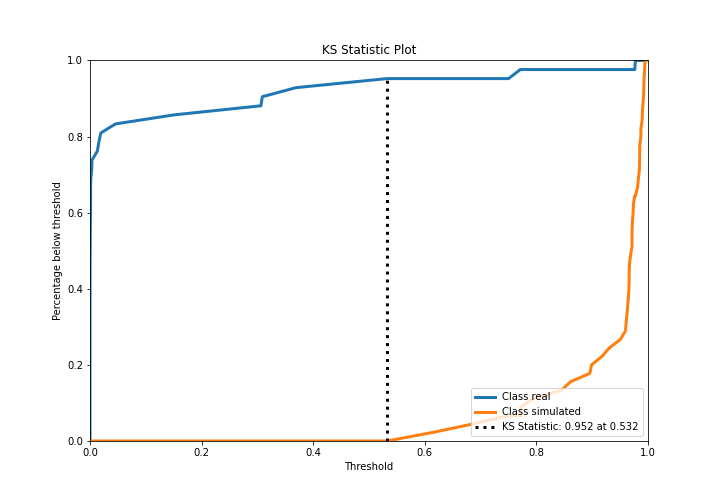 KS Statistic Plot
1.0
0.8
0.6
0.4
0.2
0.0
Percentage below threshold
0.0 0.2 0.4 0.6 0.8 1.0
Threshold
Class real
Class simulated
KS Statistic: 0.952 at 0.532